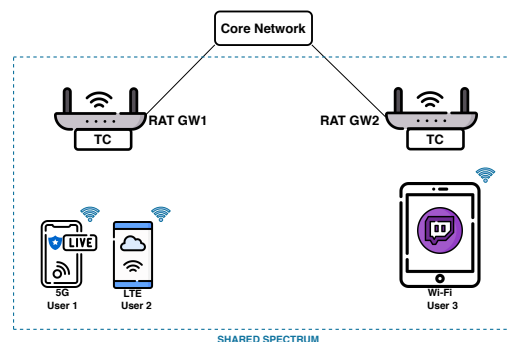 Core Network
RAT GW1
RAT GW2
TC
TC
LIVE
5G
User 1
LTE
User 2
Wi-Fi
User 3
SHARED SPECTRUM